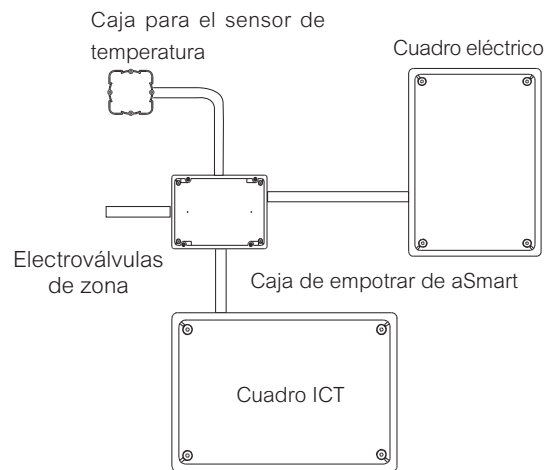 Caja para el sensor de
temperatura
Cuadro eléctrico
Electroválvulas
de zona
Caja de empotrar de aSmart
Cuadro ICT